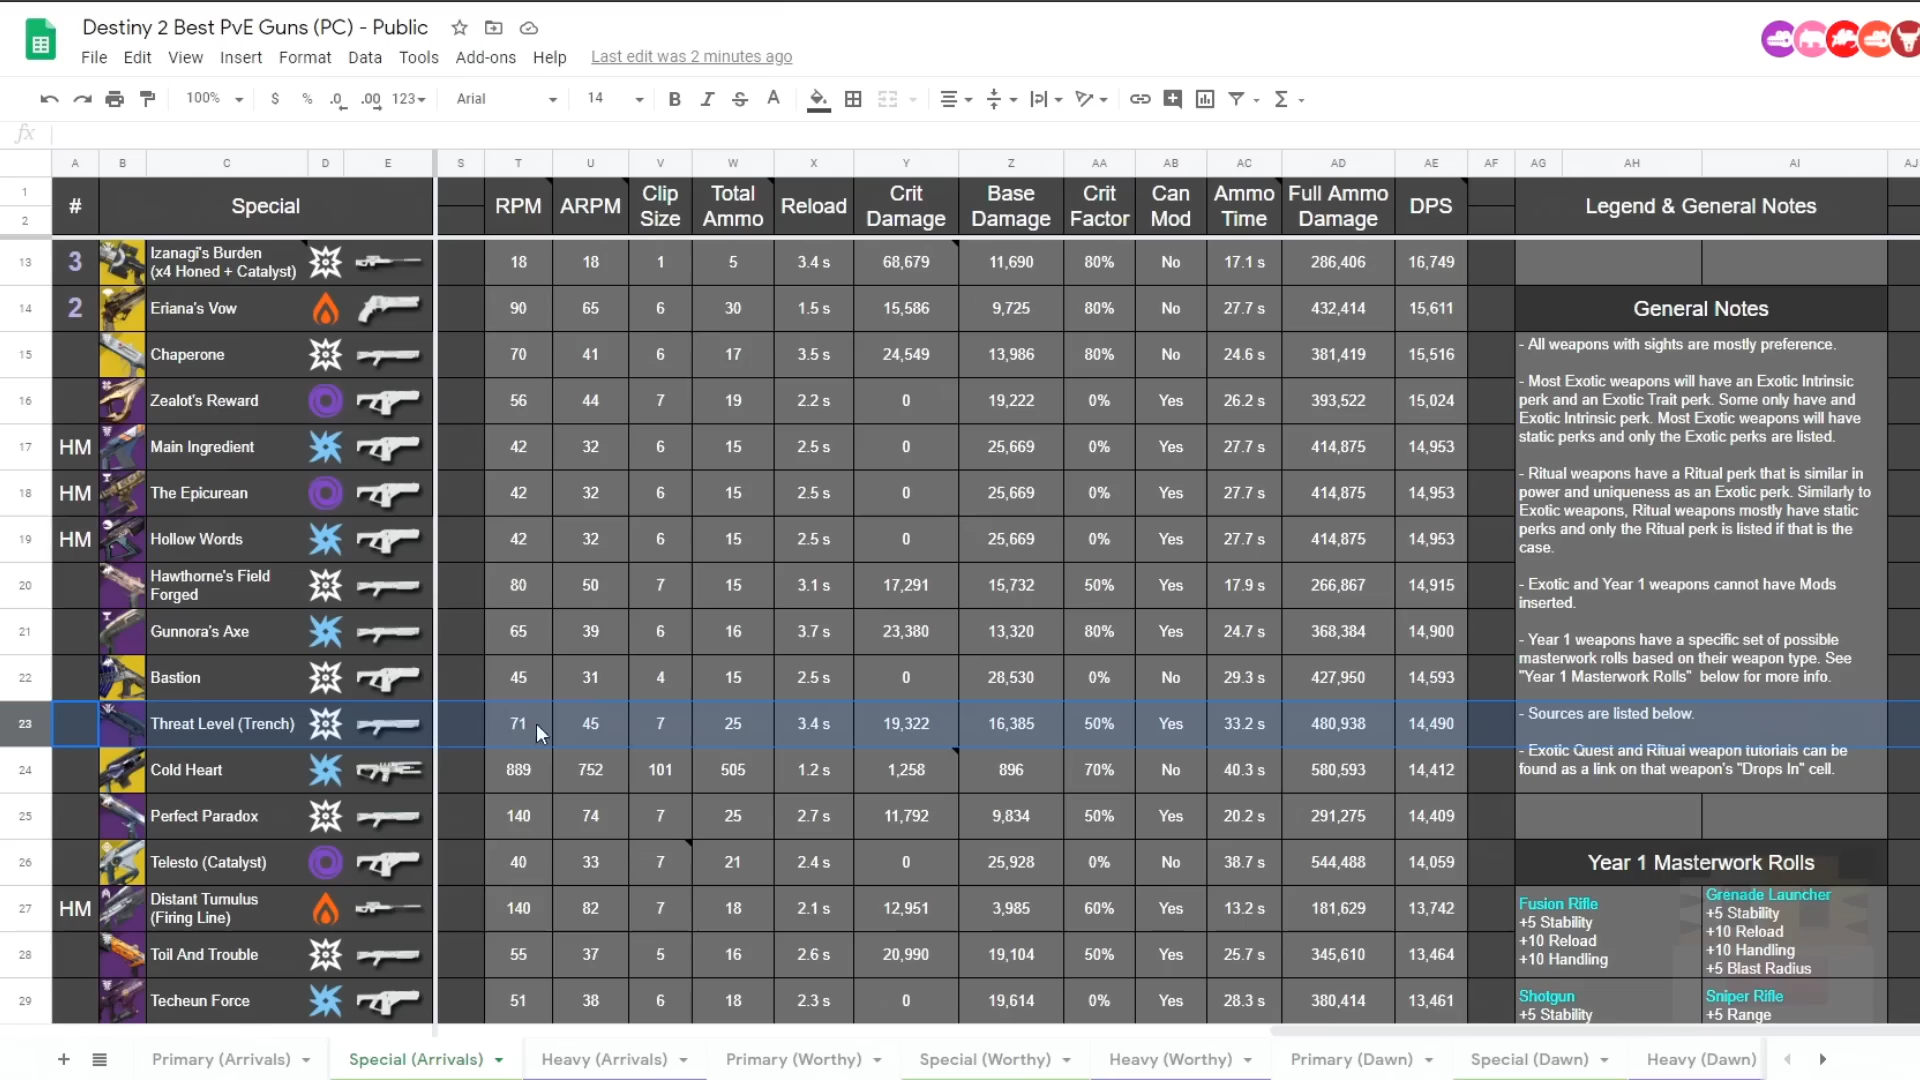 Destiny 2 Best PvE Guns (PC) - Public
File Edit View Insert Format Data Tools Add-ons Help Last edit was 2 minutes ago
100% $ % .0 .00 123 Arial 14 B I S A Σ
fx
A B C D E S T U V W X Y Z AA AB AC AD AE AF AG AH AI AJ
1
2
# Special RPM ARPM Clip Size Total Ammo Reload Crit Damage Base Damage Crit Factor Can Mod Ammo Time Full Ammo Damage DPS Legend & General Notes
13 3 Izanagi's Burden (x4 Honed + Catalyst) 18 18 1 5 3.4 s 68,679 11,690 80% No 17.1 s 286,406 16,749
14 2 Eriana's Vow 90 65 6 30 1.5 s 15,586 9,725 80% No 27.7 s 432,414 15,611
15 Chaperone 70 41 6 17 3.5 s 24,549 13,986 80% No 24.6 s 381,419 15,516
16 Zealot's Reward 56 44 7 19 2.2 s 0 19,222 0% Yes 26.2 s 393,522 15,024
17 HM Main Ingredient 42 32 6 15 2.5 s 0 25,669 0% Yes 27.7 s 414,875 14,953
18 HM The Epicurean 42 32 6 15 2.5 s 0 25,669 0% Yes 27.7 s 414,875 14,953
19 HM Hollow Words 42 32 6 15 2.5 s 0 25,669 0% Yes 27.7 s 414,875 14,953
20 Hawthorne's Field Forged 80 50 7 15 3.1 s 17,291 15,732 50% Yes 17.9 s 266,867 14,915
21 Gunnora's Axe 65 39 6 16 3.7 s 23,380 13,320 80% Yes 24.7 s 368,384 14,900
22 Bastion 45 31 4 15 2.5 s 0 28,530 0% No 29.3 s 427,950 14,593
23 Threat Level (Trench) 71 45 7 25 3.4 s 19,322 16,385 50% Yes 33.2 s 480,938 14,490
24 Cold Heart 889 752 101 505 1.2 s 1,258 896 70% No 40.3 s 580,593 14,412
25 Perfect Paradox 140 74 7 25 2.7 s 11,792 9,834 50% Yes 20.2 s 291,275 14,409
26 Telesto (Catalyst) 40 33 7 21 2.4 s 0 25,928 0% No 38.7 s 544,488 14,059
27 HM Distant Tumulus (Firing Line) 140 82 7 18 2.1 s 12,951 3,985 60% Yes 13.2 s 181,629 13,742
28 Toil And Trouble 55 37 5 16 2.6 s 20,990 19,104 50% Yes 25.7 s 345,610 13,464
29 Techeun Force 51 38 6 18 2.3 s 0 19,614 0% Yes 28.3 s 380,414 13,461
General Notes
- All weapons with sights are mostly preference.
- Most Exotic weapons will have an Exotic Intrinsic
perk and an Exotic Trait perk. Some only have and
Exotic Intrinsic perk. Most Exotic weapons will have
static perks and only the Exotic perks are listed.
- Ritual weapons have a Ritual perk that is similar in
power and uniqueness as an Exotic perk. Similarly to
Exotic weapons, Ritual weapons mostly have static
perks and only the Ritual perk is listed if that is the
case.
- Exotic and Year 1 weapons cannot have Mods
inserted.
- Year 1 weapons have a specific set of possible
masterwork rolls based on their weapon type. See
"Year 1 Masterwork Rolls" below for more info.
- Sources are listed below.
- Exotic Quest and Ritual weapon tutorials can be
found as a link on that weapon's "Drops In" cell.
Year 1 Masterwork Rolls
Fusion Rifle
+5 Stability
+10 Reload
+10 Handling
Grenade Launcher
+5 Stability
+10 Reload
+10 Handling
+5 Blast Radius
Shotgun
+5 Stability
Sniper Rifle
+5 Range
+ Primary (Arrivals) Special (Arrivals) Heavy (Arrivals) Primary (Worthy) Special (Worthy) Heavy (Worthy) Primary (Dawn) Special (Dawn) Heavy (Dawn)